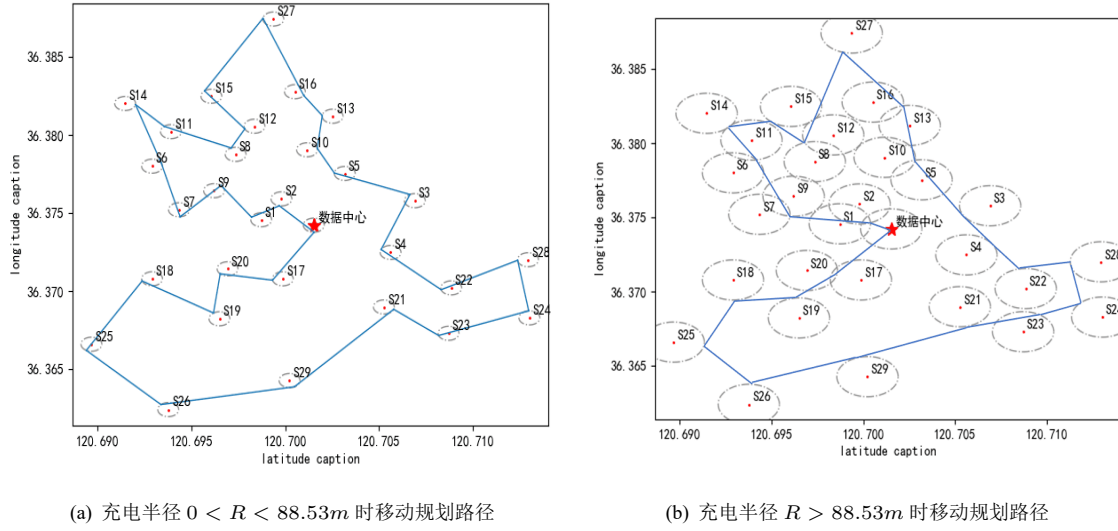 S27
S16
S15
S13
S14
S12
S11
S10
S8
S6
S5
S9
S3
S7
S2
S1
数据中心
S4
S28
S20
S18
S17
S22
S21
S19
S24
S23
S25
S29
S26
36.385
36.380
36.375
36.370
36.365
longitude caption
120.690 120.695 120.700 120.705 120.710
latitude caption
(a) 充电半径 0 < R < 88.53m 时移动规划路径
S27
S16
S15
S14
S13
S12
S11
S10
S8
S6
S5
S9
S3
S2
S7
S1
数据中心
S4
S28
S20
S18
S17
S22
S21
S24
S19
S23
S25
S29
S26
36.385
36.380
36.375
36.370
36.365
longitude caption
120.690 120.695 120.700 120.705 120.710
latitude caption
(b) 充电半径 R > 88.53m 时移动规划路径